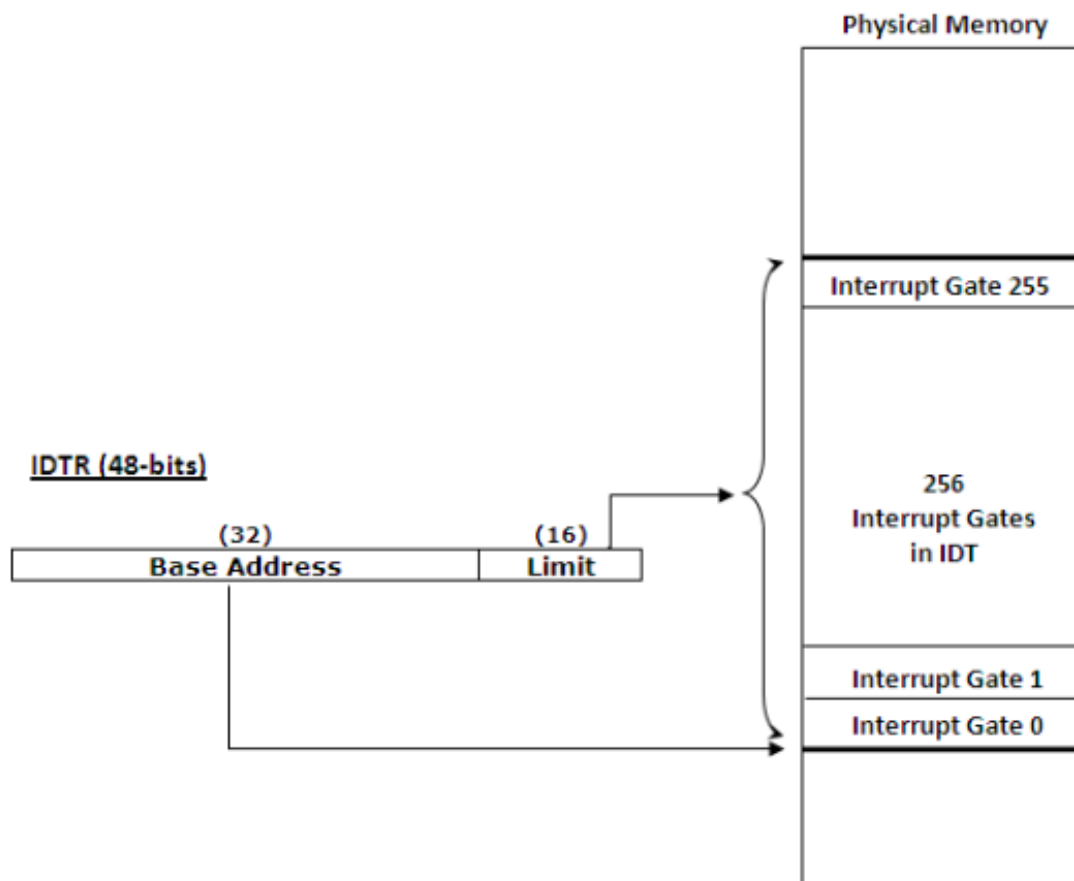 Physical Memory
Interrupt Gate 255
IDTR (48-bits)
256
Interrupt Gates
in IDT
(32)
(16)
Base Address
Limit
Interrupt Gate 1
Interrupt Gate 0